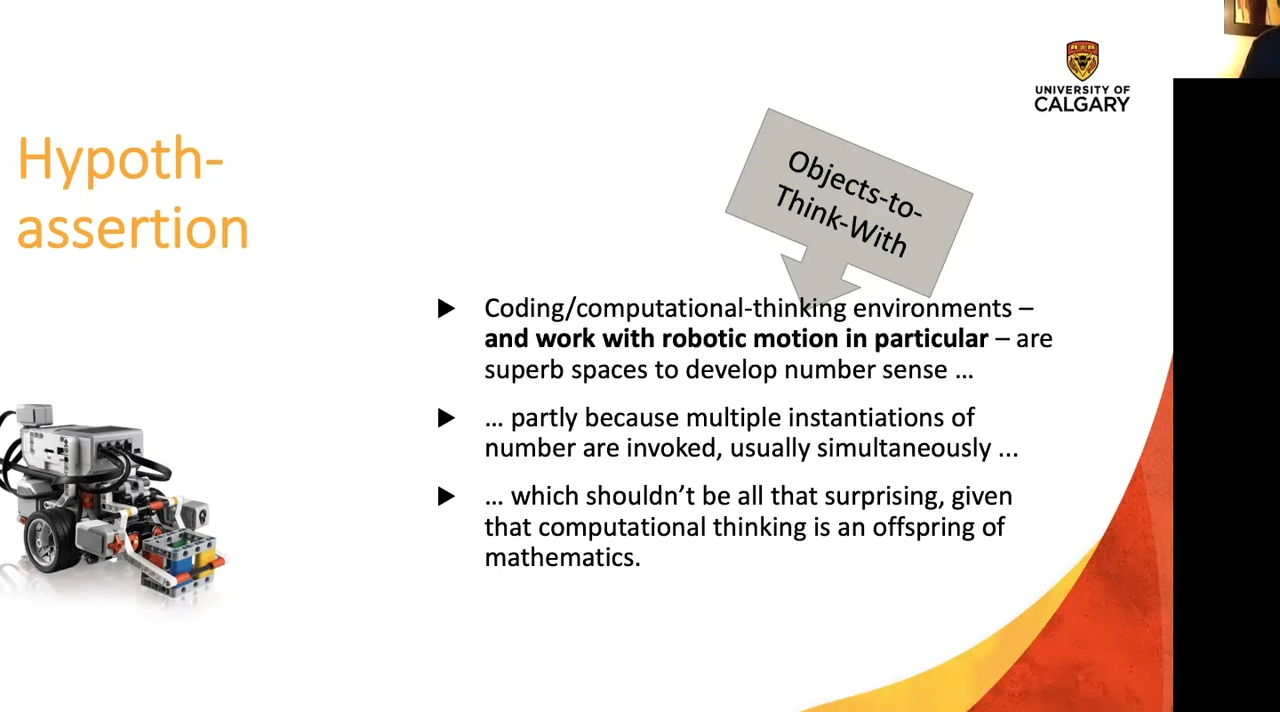 UNIVERSITY OF
CALGARY
Hypoth-
assertion
Objects-to-
Think-With
Coding/computational-thinking environments –
and work with robotic motion in particular – are
superb spaces to develop number sense …
… partly because multiple instantiations of
number are invoked, usually simultaneously ...
… which shouldn’t be all that surprising, given
that computational thinking is an offspring of
mathematics.